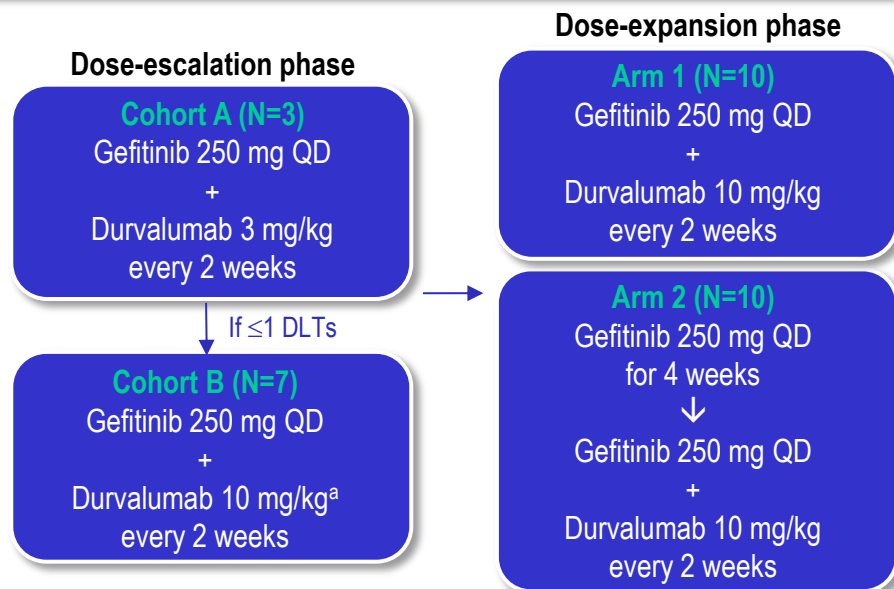 Dose-escalation phase
Cohort A (N=3)
Gefitinib 250 mg QD
+
Durvalumab 3 mg/kg
every 2 weeks
If ≤1 DLTs
Cohort B (N=7)
Gefitinib 250 mg QD
+
Durvalumab 10 mg/kgᵃ
every 2 weeks
Dose-expansion phase
Arm 1 (N=10)
Gefitinib 250 mg QD
+
Durvalumab 10 mg/kg
every 2 weeks
Arm 2 (N=10)
Gefitinib 250 mg QD
for 4 weeks
↓
Gefitinib 250 mg QD
+
Durvalumab 10 mg/kg
every 2 weeks